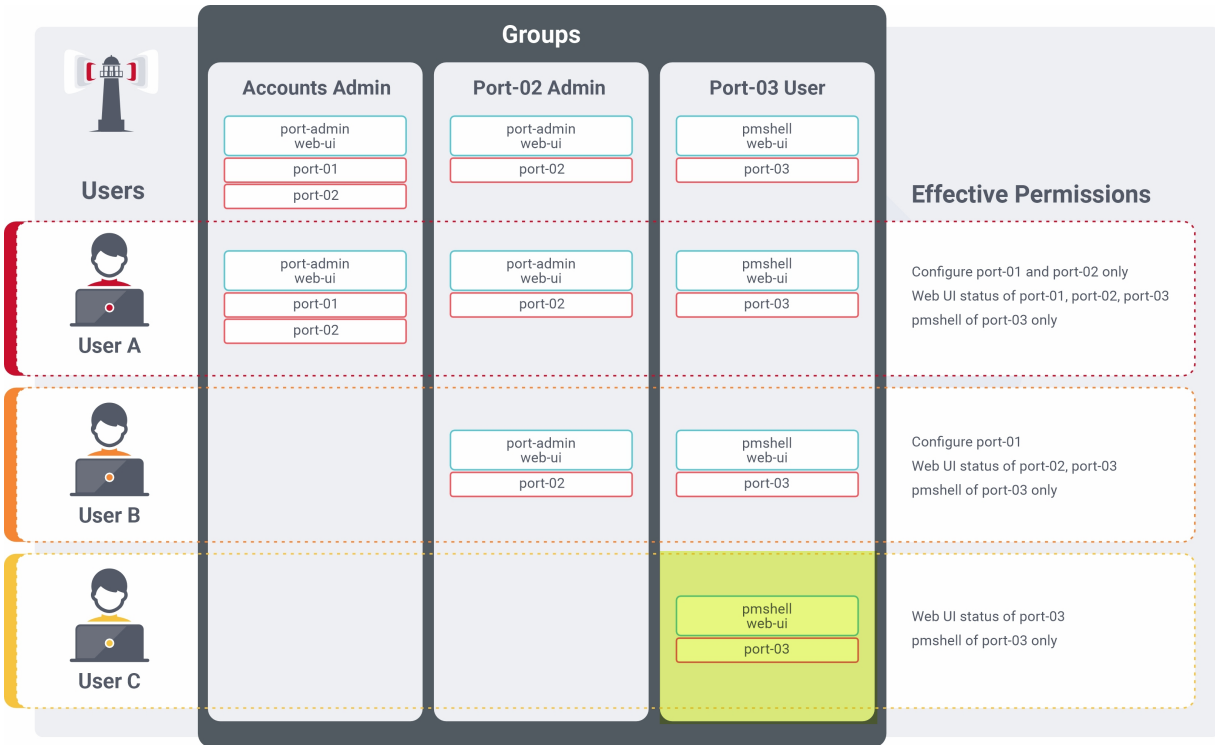 Groups
Accounts Admin
Port-02 Admin
Port-03 User
port-admin
web-ui
port-01
port-02
port-admin
web-ui
port-02
pmshell
web-ui
port-03
Users
Effective Permissions
port-admin
web-ui
port-01
port-02
port-admin
web-ui
port-02
pmshell
web-ui
port-03
User A
Configure port-01 and port-02 only
Web UI status of port-01, port-02, port-03
pmshell of port-03 only
port-admin
web-ui
port-02
pmshell
web-ui
port-03
User B
Configure port-01
Web UI status of port-02, port-03
pmshell of port-03 only
pmshell
web-ui
port-03
User C
Web UI status of port-03
pmshell of port-03 only